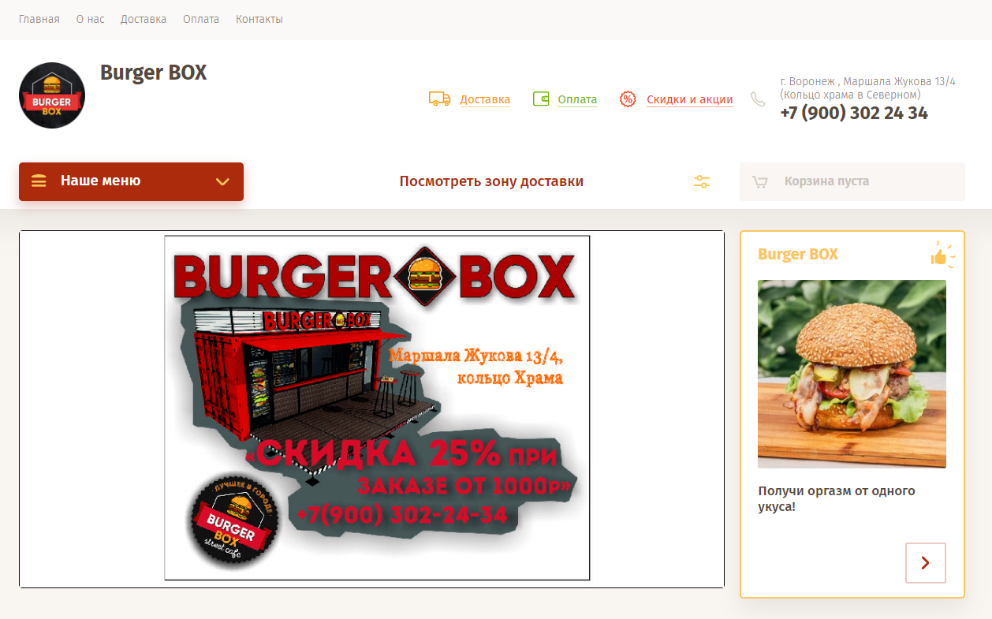 Главная О нас Доставка Оплата Контакты
Burger BOX
BURGER
BOX
Доставка Оплата Скидки и акции
г. Воронеж , Маршала Жукова 13/4
(Кольцо храма в Северном)
+7 (900) 302 24 34
Наше меню
Посмотреть зону доставки
Корзина пуста
BURGER BOX
BURGER BOX
Маршала Жукова 13/4,
кольцо Храма
«СКИДКА 25% ПРИ
ЗАКАЗЕ ОТ 1000Р»
+7(900) 302-24-34
ЛУЧШЕЕ В ГОРОДЕ
BURGER
BOX
street cafe
Burger BOX
Получи оргазм от одного
укуса!